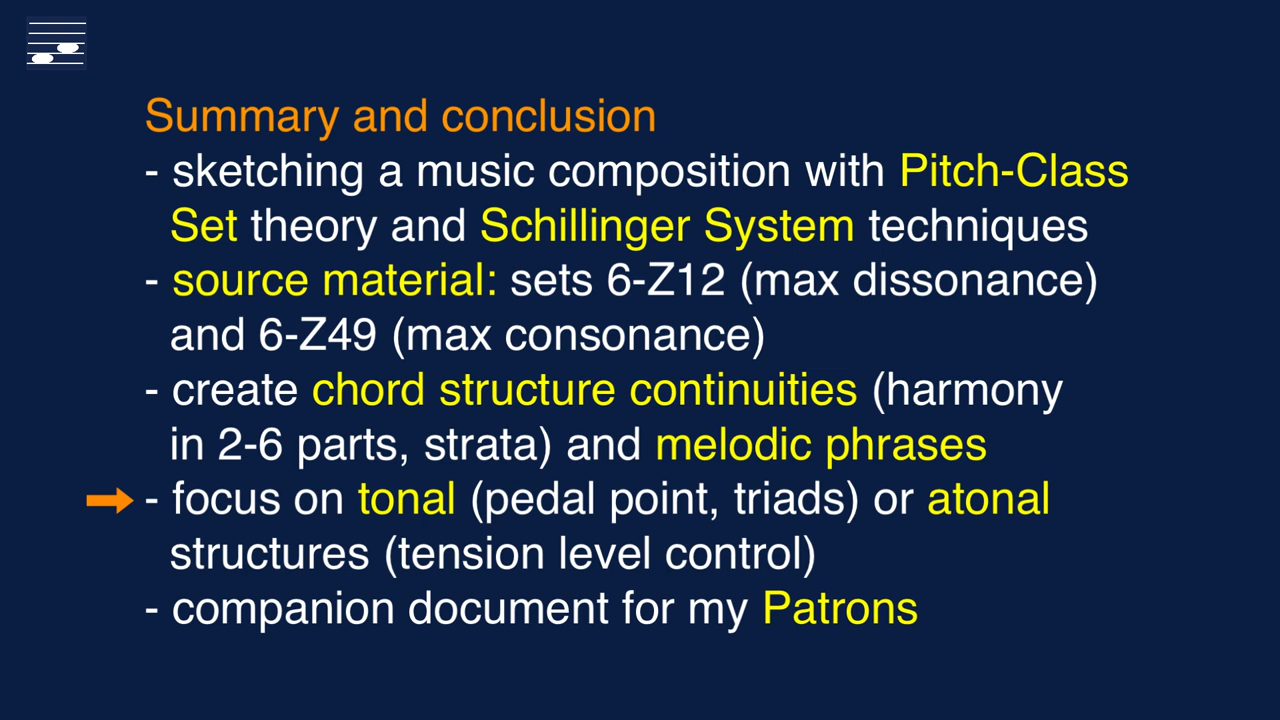 Summary and conclusion
- sketching a music composition with Pitch-Class
Set theory and Schillinger System techniques
- source material: sets 6-Z12 (max dissonance)
and 6-Z49 (max consonance)
- create chord structure continuities (harmony
in 2-6 parts, strata) and melodic phrases
- focus on tonal (pedal point, triads) or atonal
structures (tension level control)
- companion document for my Patrons